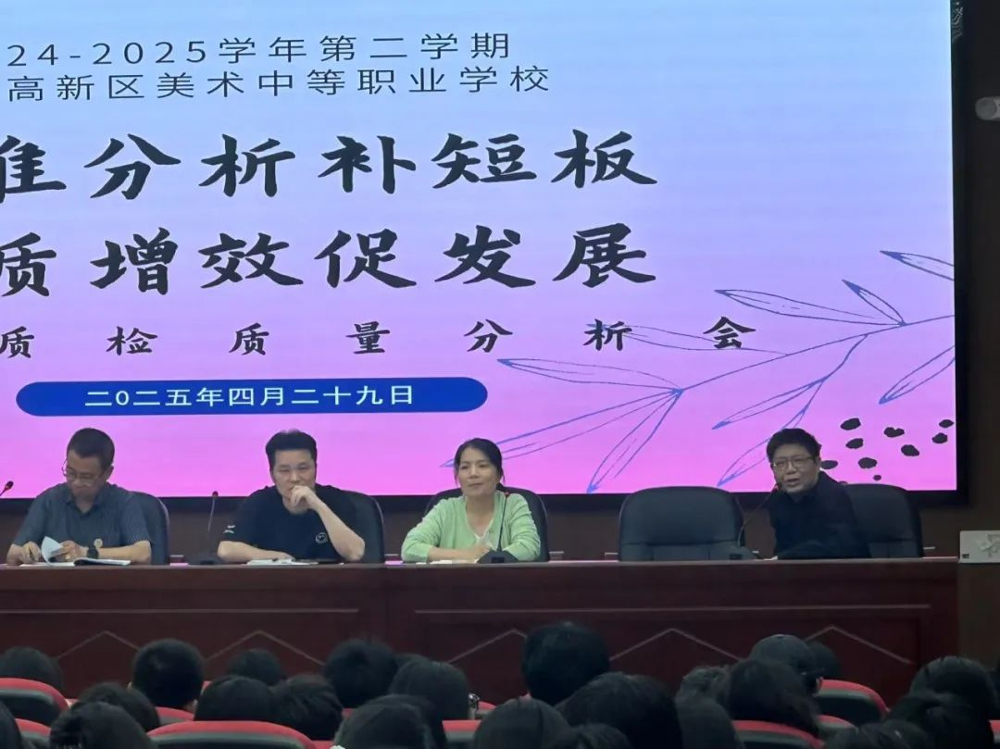 24-2025学年第二学期
高新区美术中等职业学校
准分析补短板
质增效促发展
质检质量分析会
二0二五年四月二十九日